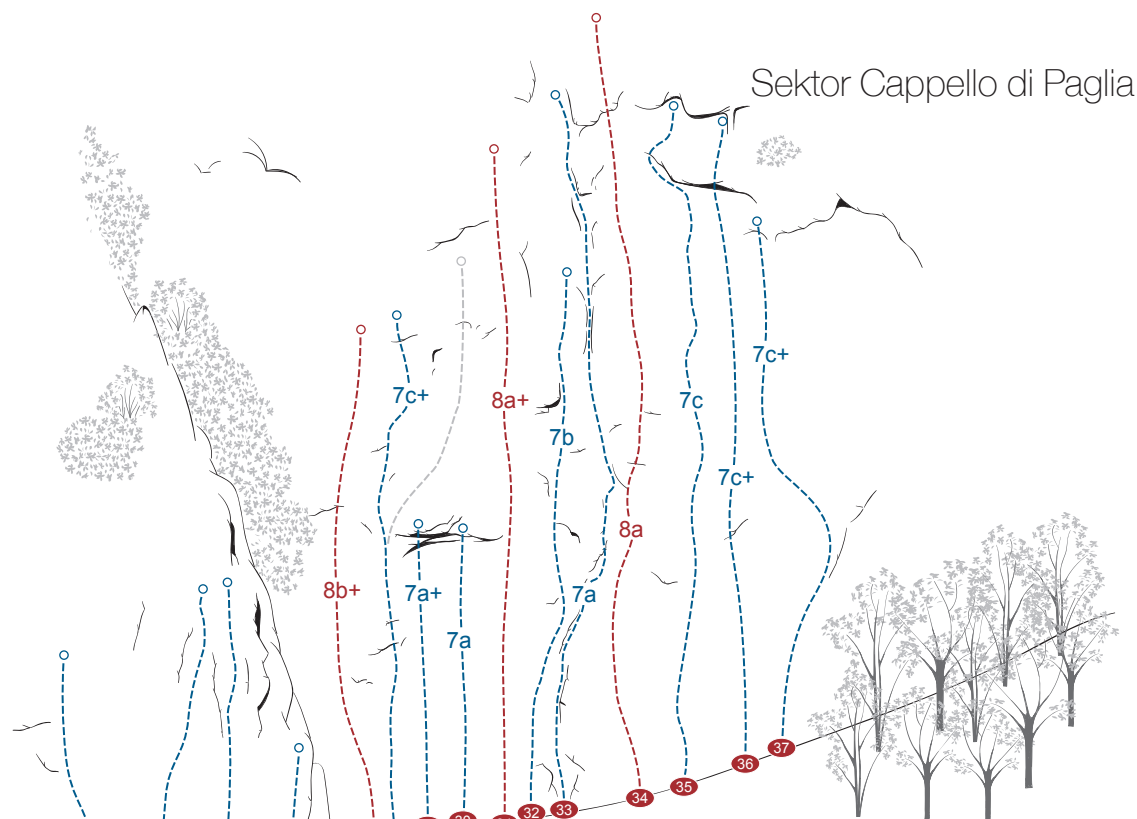 Sektor Cappello di Paglia
7c+
7c+
8a+
7c
7b
7c+
8a
8b+
7a+
7a
7a
37
36
35
34
33
32